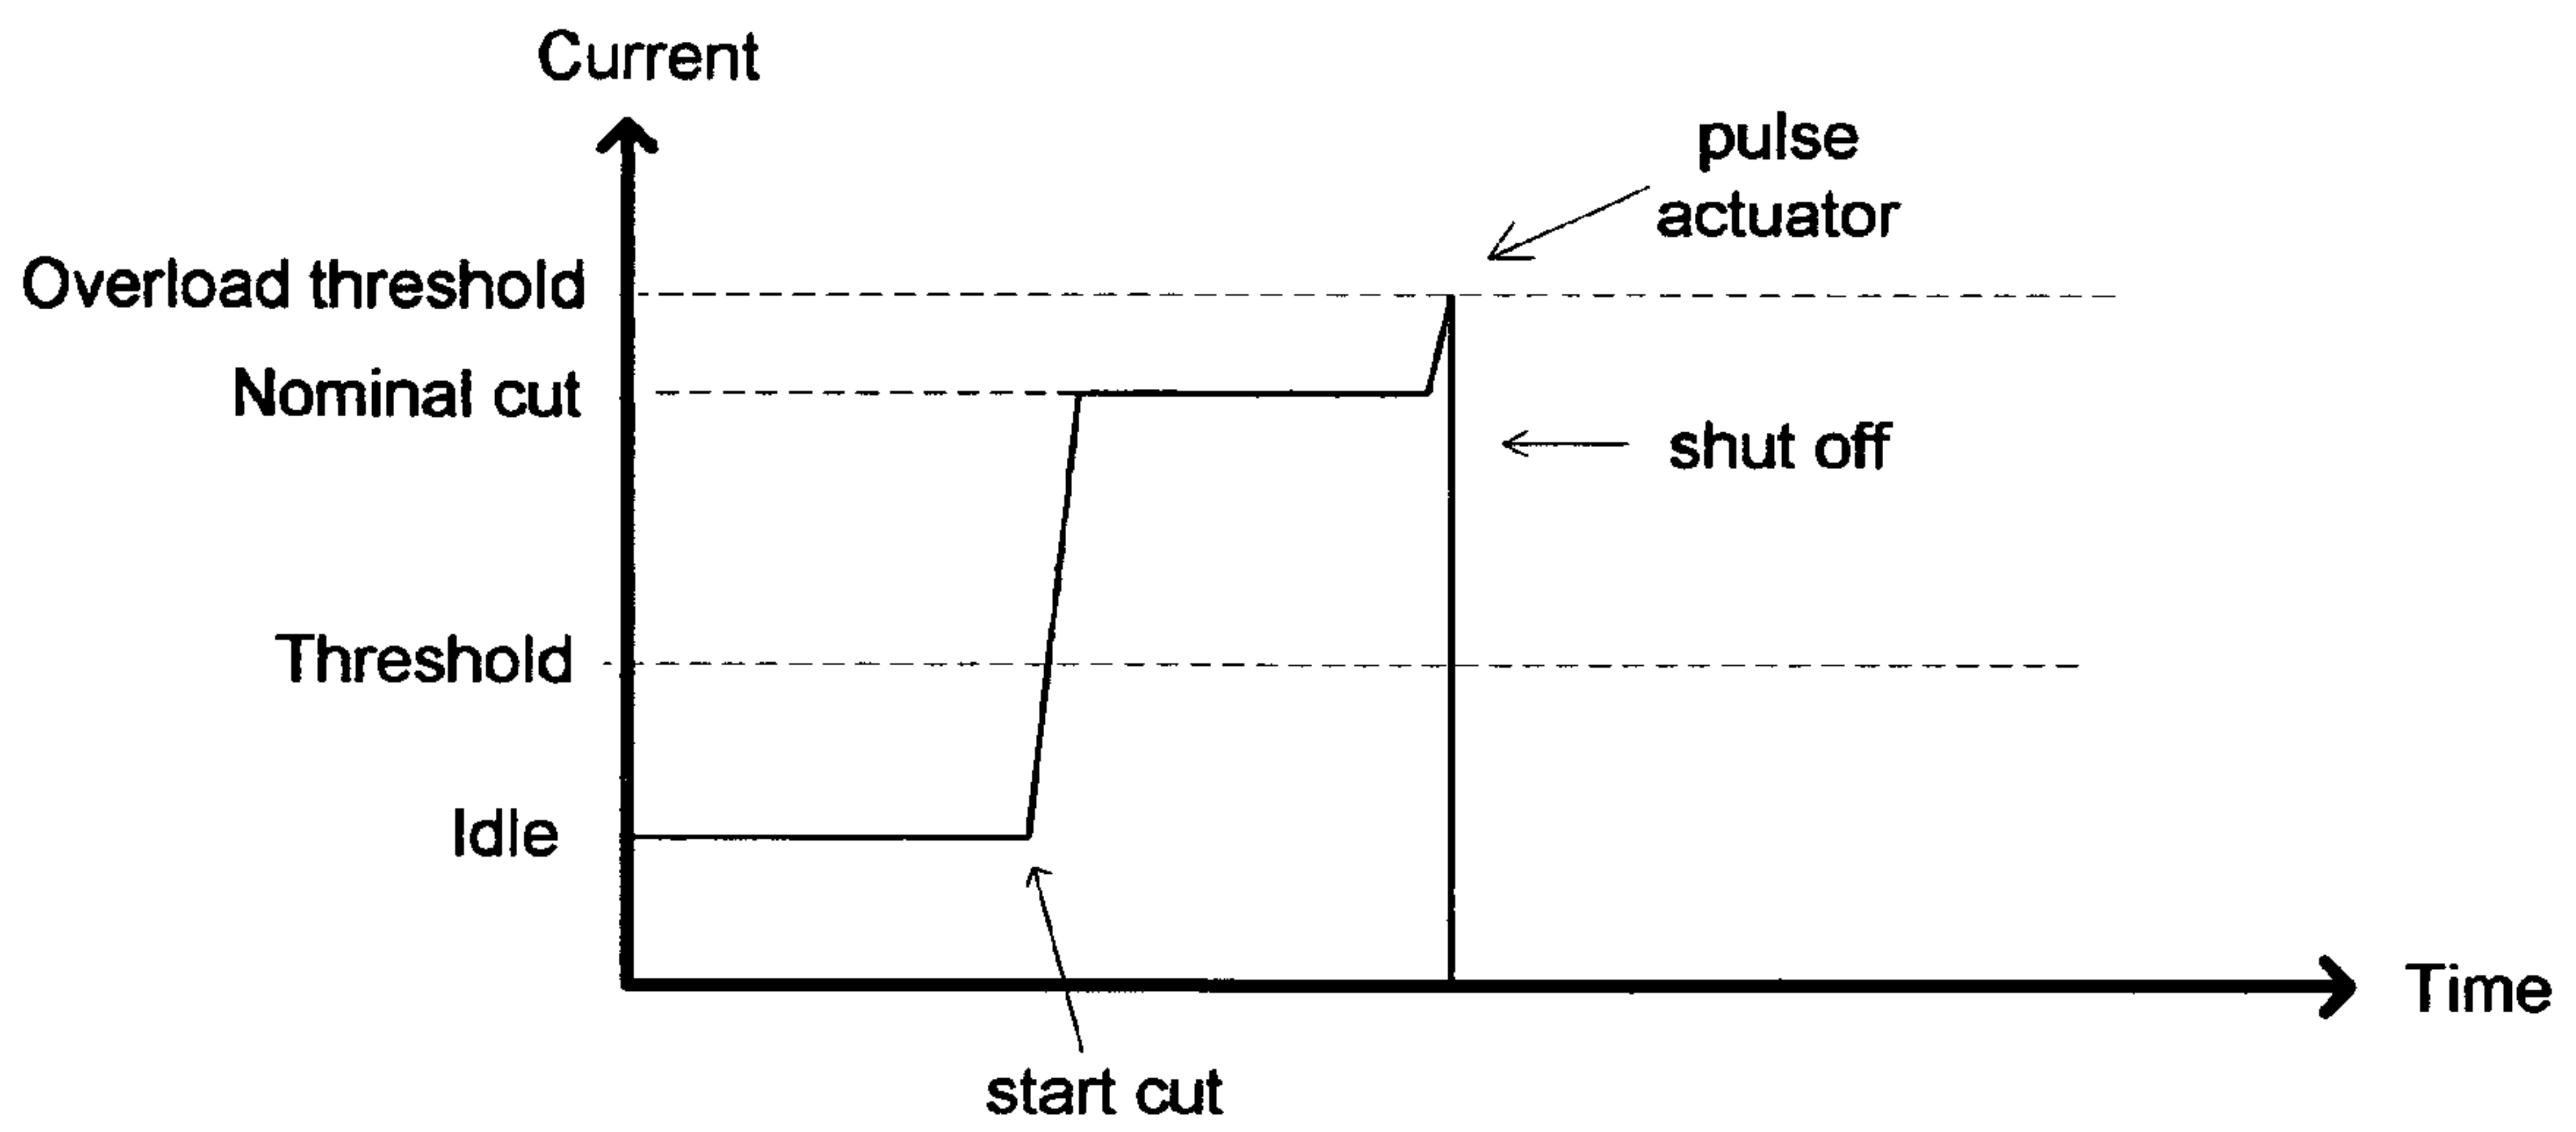 Current
pulse
actuator
Overload threshold
Nominal cut
shut off
Threshold
Idle
Time
start cut